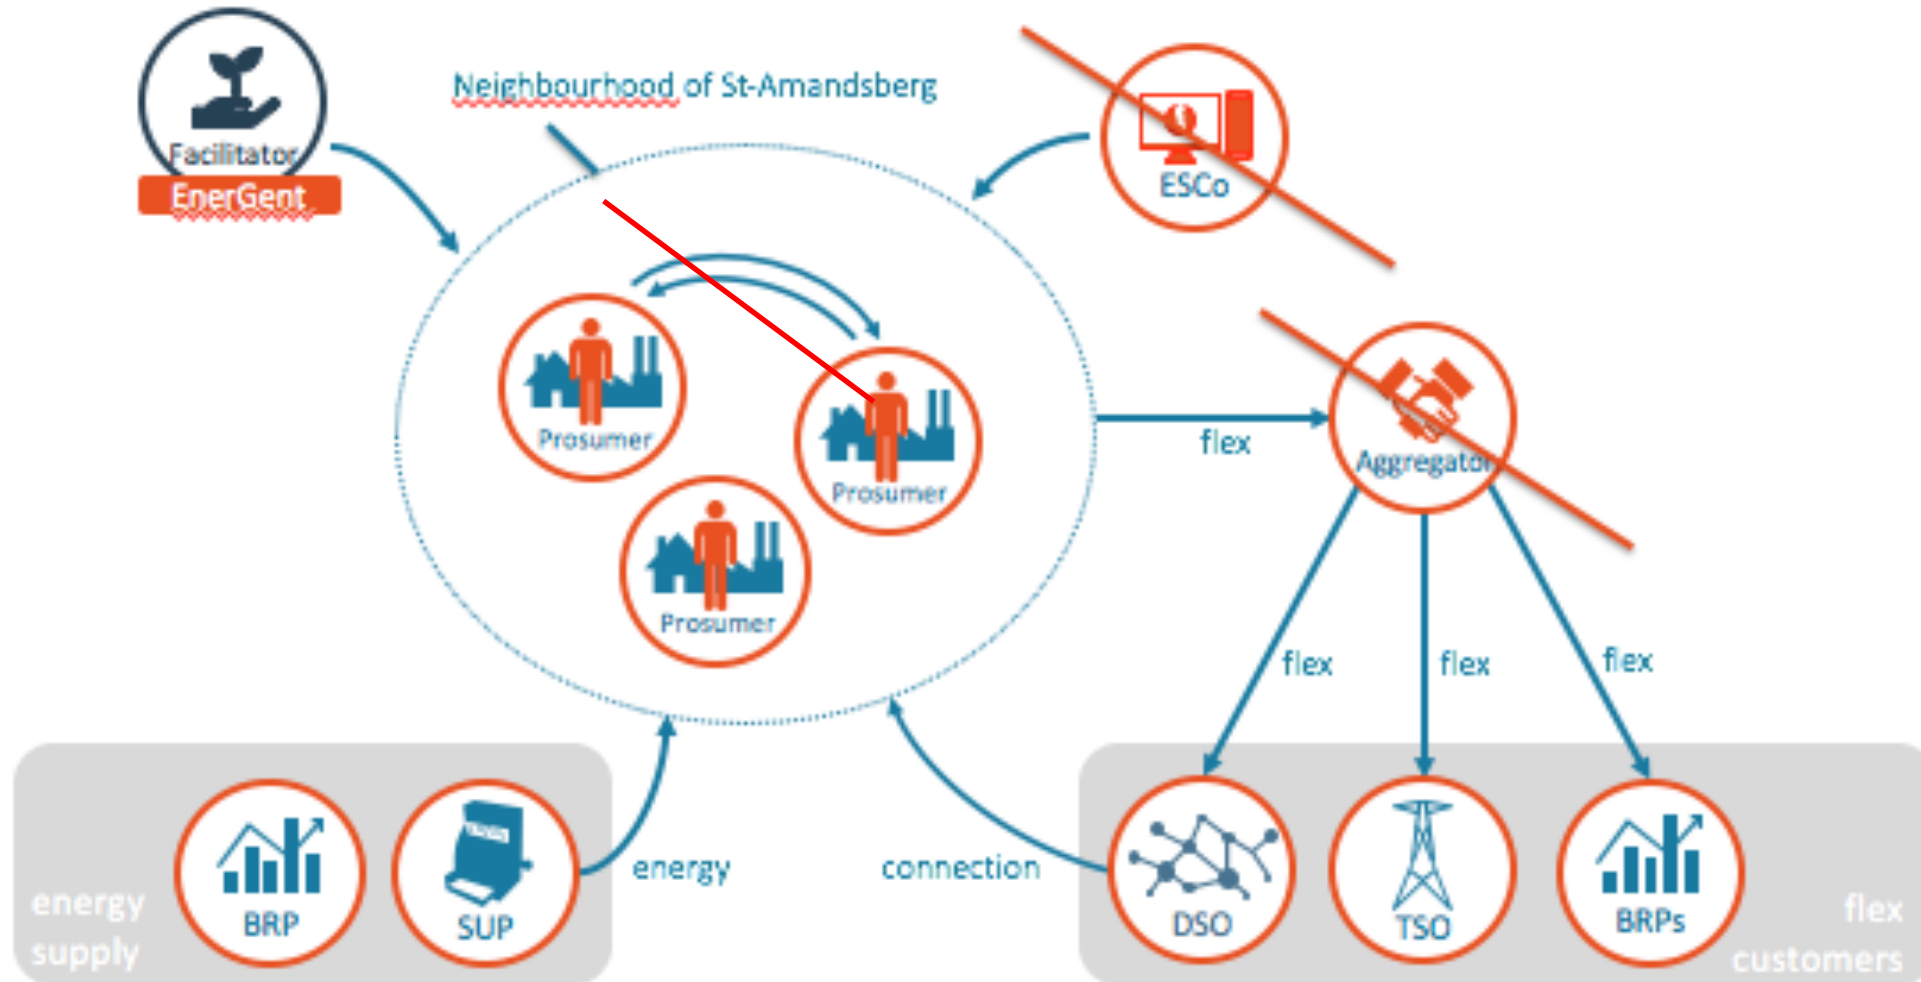 Neighbourhood of St-Amandsberg
Facilitator
EnerGent
ESCo
Prosumer
Prosumer
Prosumer
flex
Aggregator
flex
flex
flex
energy
supply
BRP
SUP
energy
connection
DSO
TSO
BRPs
flex
customers